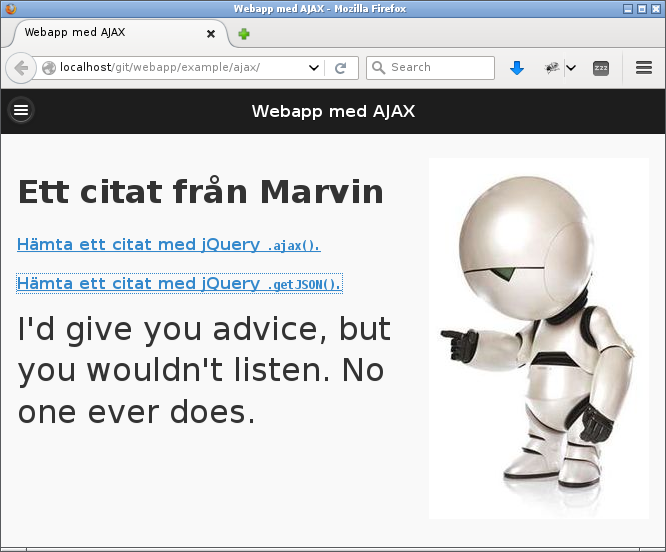 Webapp med AJAX - Mozilla Firefox
Webapp med AJAX
localhost/git/webapp/example/ajax/
Search
zzz
Webapp med AJAX
Ett citat från Marvin
Hämta ett citat med jQuery .ajax().
Hämta ett citat med jQuery .getJSON().
I'd give you advice, but
you wouldn't listen. No
one ever does.